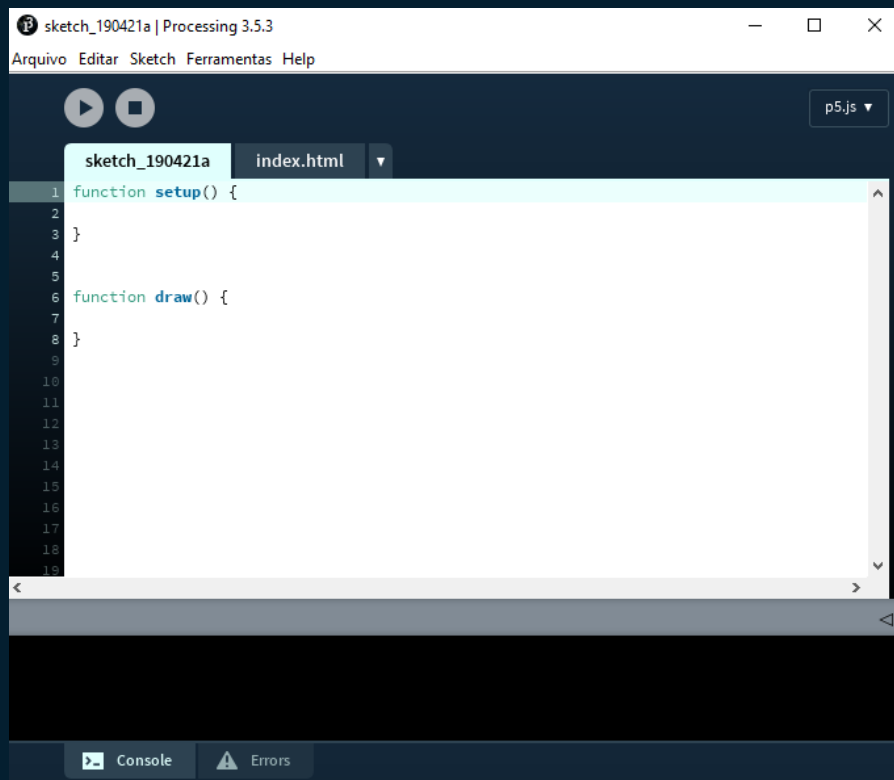 sketch_190421a | Processing 3.5.3
Arquivo Editar Sketch Ferramentas Help
p5.js ▼
sketch_190421a index.html ▼
1 function setup() {
2
3 }
4
5
6 function draw() {
7
8 }
9
10
11
12
13
14
15
16
17
18
19
Console Errors